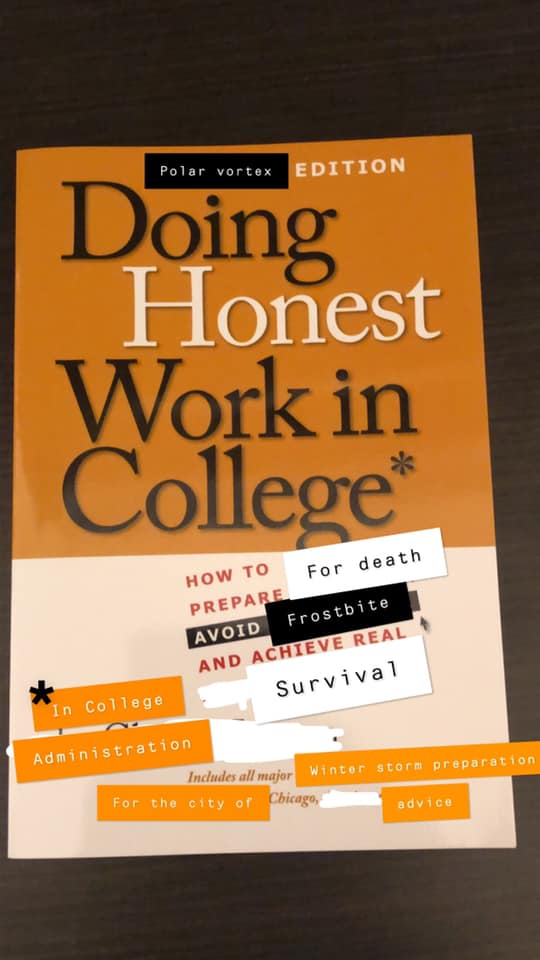 Polar vortex EDITION
Doing
Honest
Work in
College*
HOW TO For death
PREPARE
AVOID Frostbite
AND ACHIEVE REAL
Survival
* In College
Administration
Includes all major Winter storm preparation
For the city of Chicago, advice